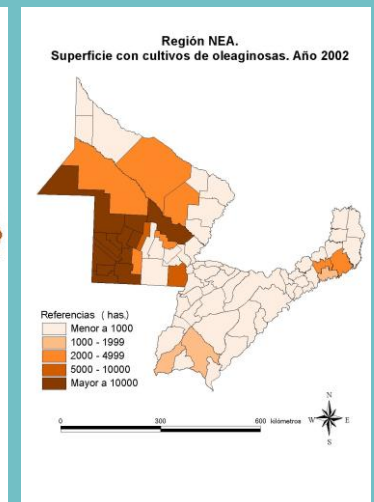 Región NEA.
Superficie con cultivos de oleaginosas. Año 2002
Referencias ( has.)
Menor a 1000
1000 - 1999
2000 - 4999
5000 - 10000
Mayor a 10000
0 300 600 kilómetros
N
W E
S